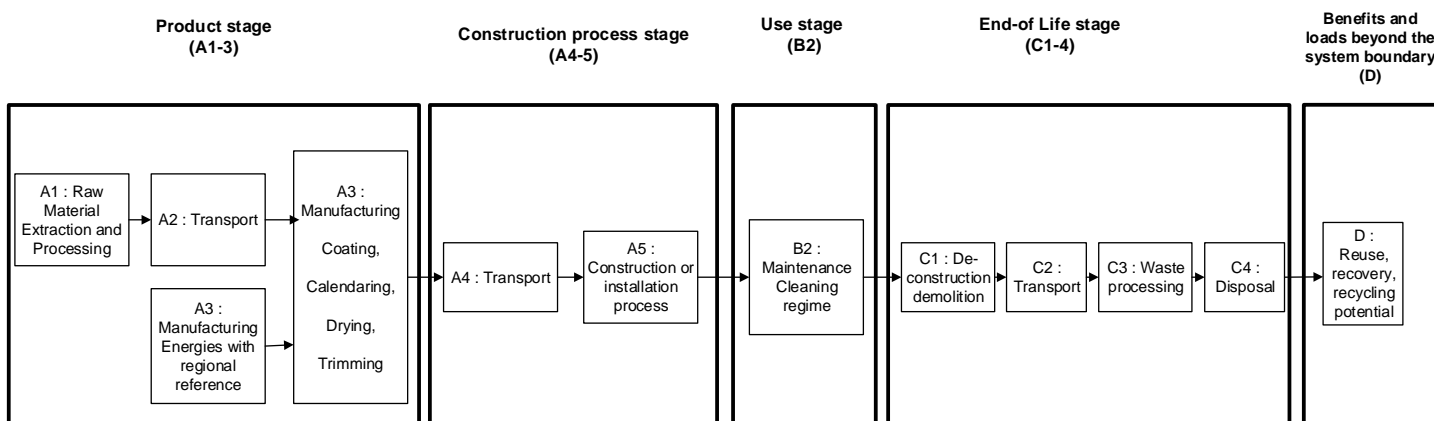 Product stage
(A1-3)
Construction process stage
(A4-5)
Use stage
(B2)
End-of Life stage
(C1-4)
Benefits and
loads beyond the
system boundary
(D)
A1 : Raw
Material
Extraction and
Processing
A2 : Transport
A3 :
Manufacturing
Energies with
regional
reference
A3 :
Manufacturing
Coating,
Calendaring,
Drying,
Trimming
A4 : Transport
A5 :
Construction or
installation
process
B2 :
Maintenance
Cleaning
regime
C1 : De-
construction
demolition
C2 :
Transport
C3 : Waste
processing
C4 :
Disposal
D :
Reuse,
recovery,
recycling
potential